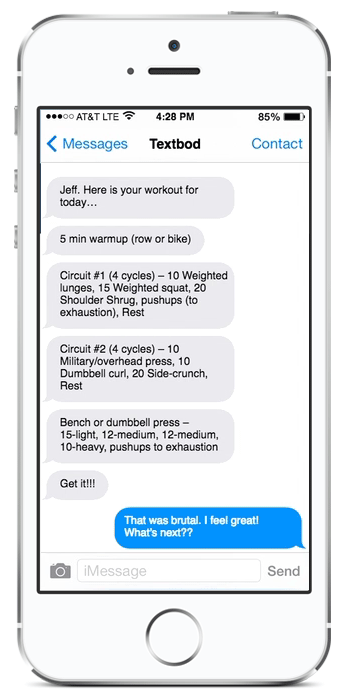 AT&T LTE 4:28 PM 85%
Messages Textbod Contact
Jeff. Here is your workout for
today...
5 min warmup (row or bike)
Circuit #1 (4 cycles) – 10 Weighted
lunges, 15 Weighted squat, 20
Shoulder Shrug, pushups (to
exhaustion), Rest
Circuit #2 (4 cycles) – 10
Military/overhead press, 10
Dumbbell curl, 20 Side-crunch,
Rest
Bench or dumbbell press –
15-light, 12-medium, 12-medium,
10-heavy, pushups to exhaustion
Get it!!!
That was brutal. I feel great!
What's next??
iMessage Send